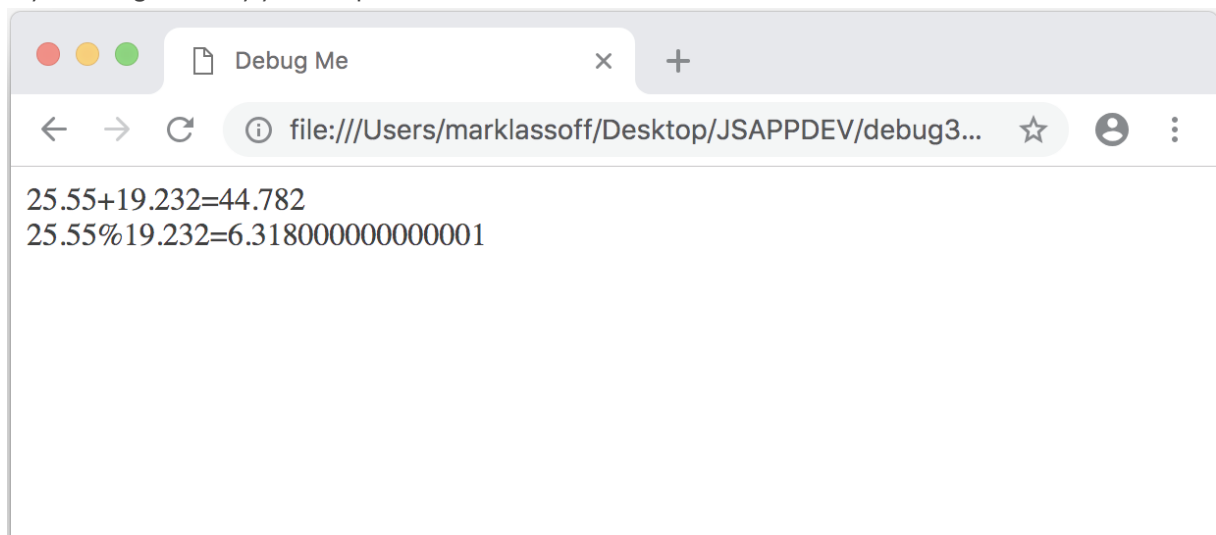 Debug Me
file:///Users/marklassoff/Desktop/JSAPPDEV/debug3...
25.55+19.232=44.782
25.55%19.232=6.318000000000001